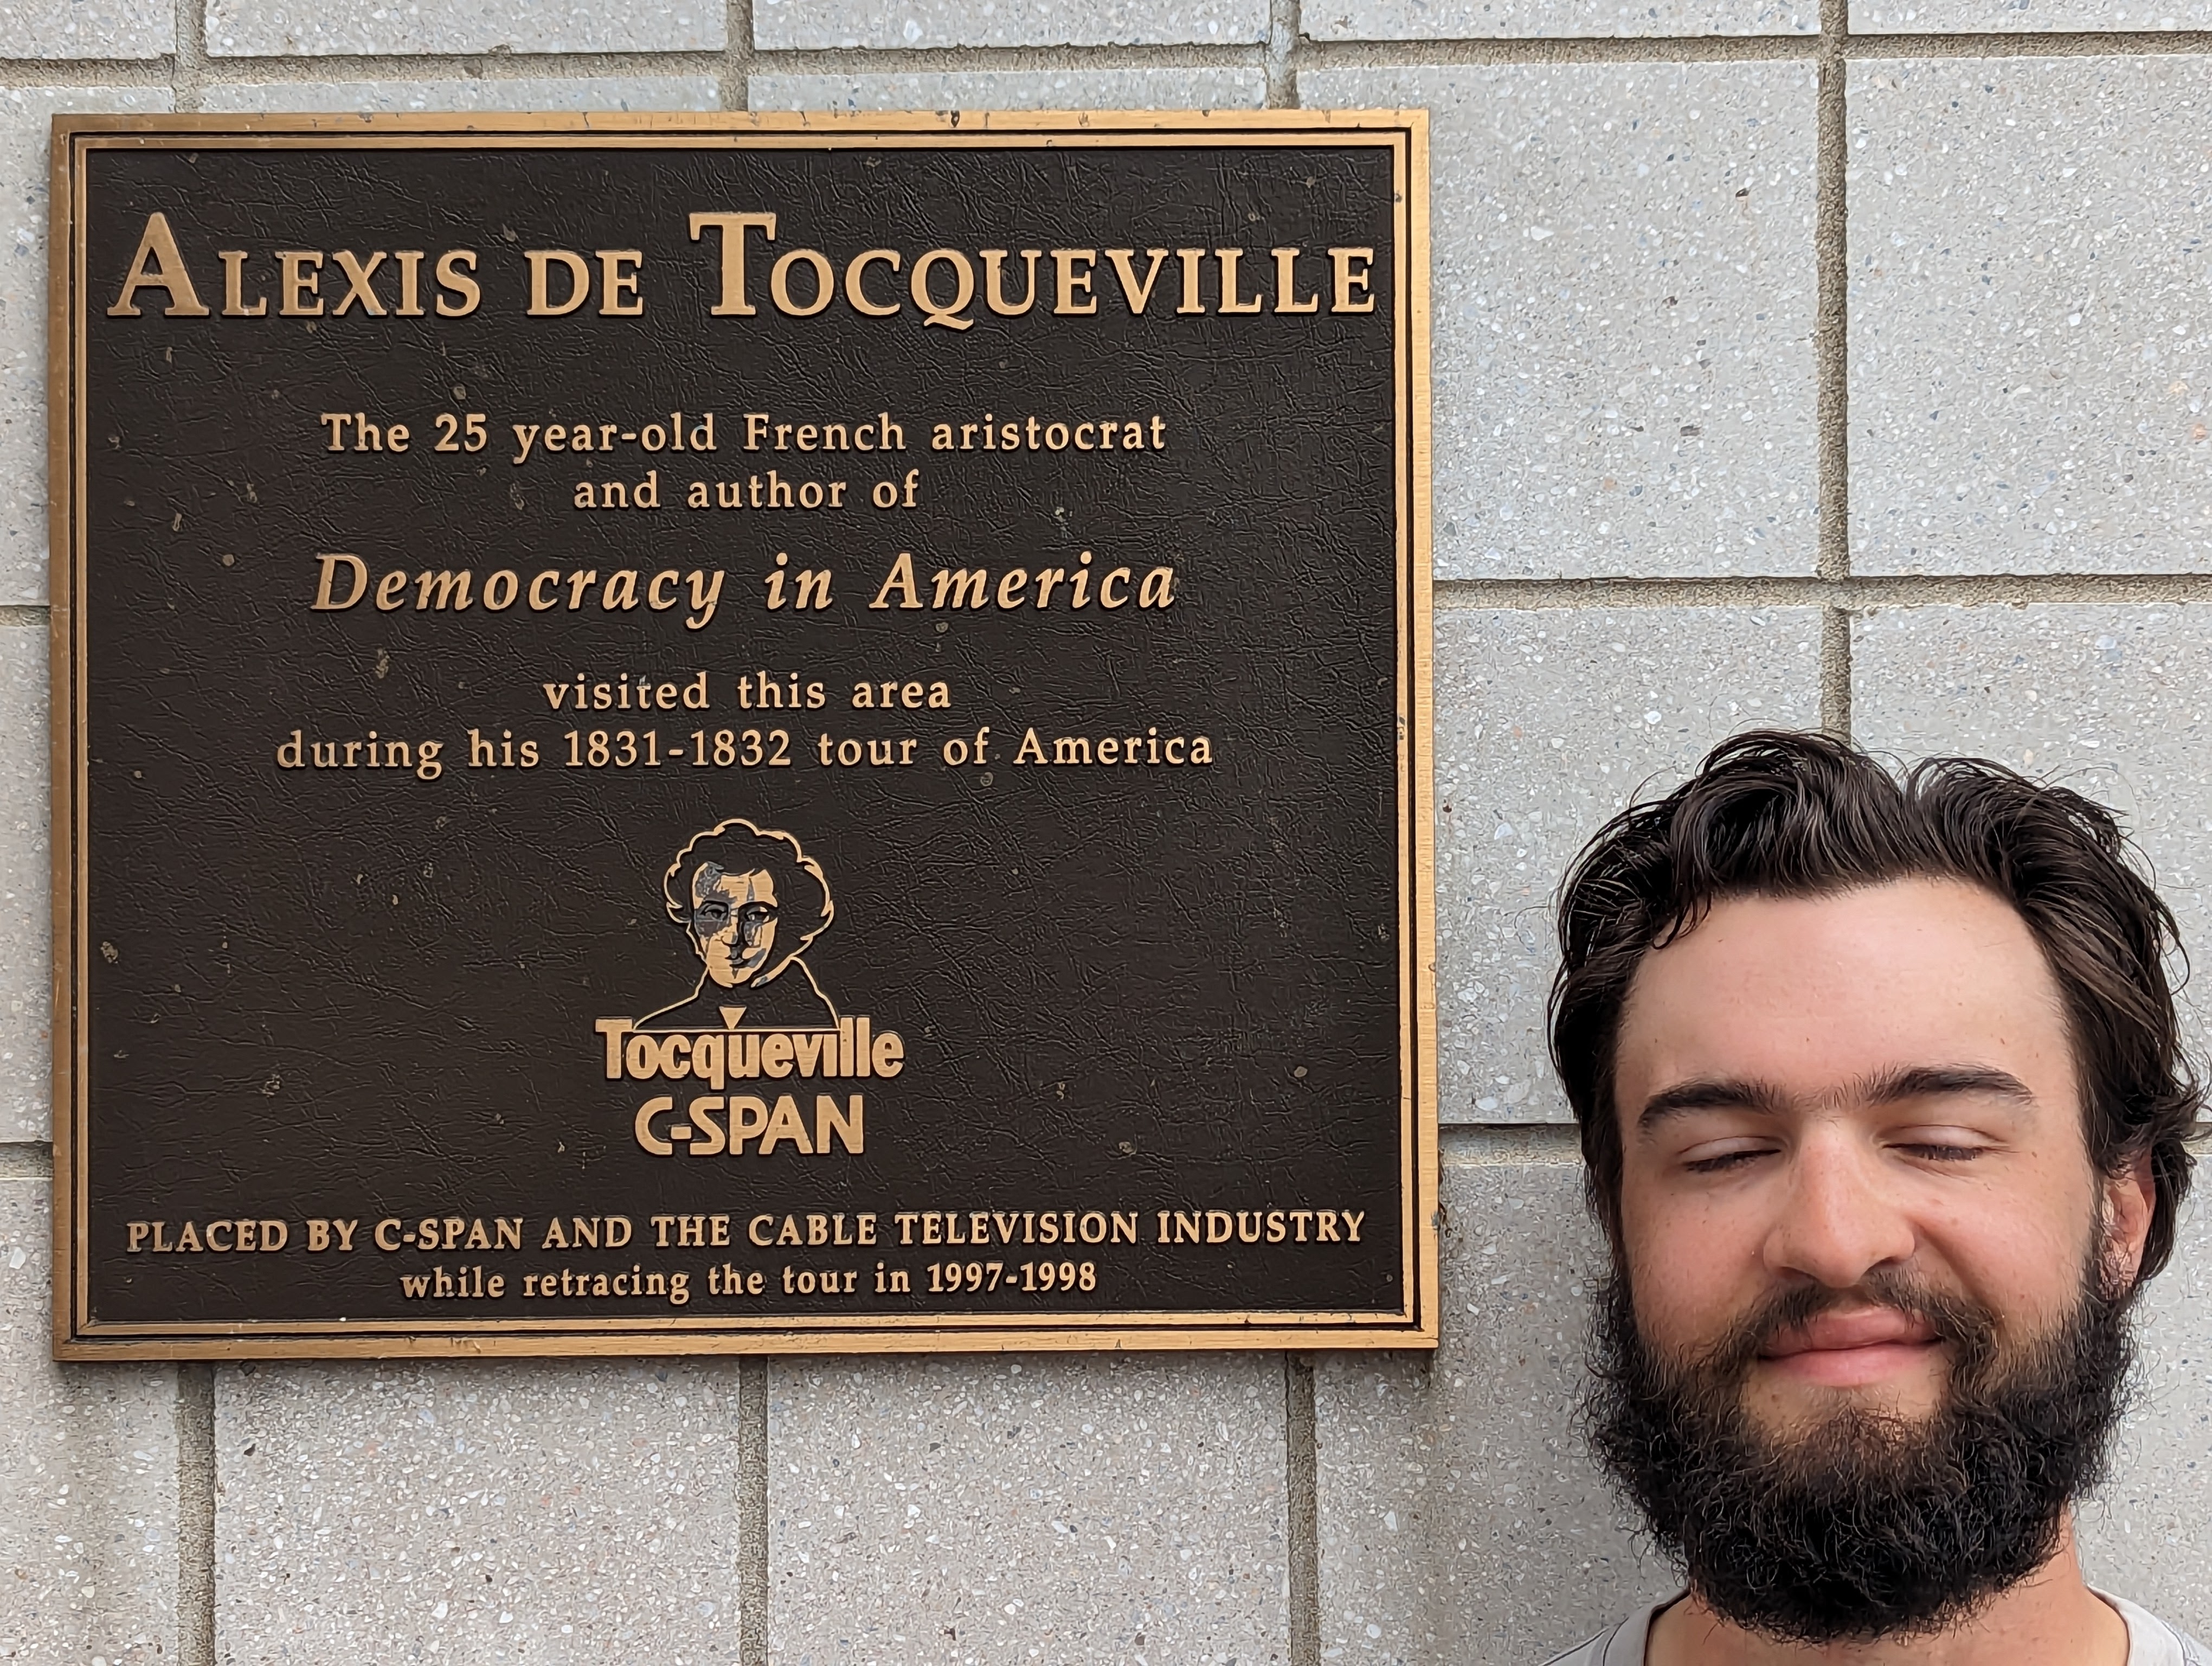 ALEXIS DE TOCQUEVILLE
The 25 year-old French aristocrat
and author of
Democracy in America
visited this area
during his 1831-1832 tour of America
Tocqueville
C-SPAN
PLACED BY C-SPAN AND THE CABLE TELEVISION INDUSTRY
while retracing the tour in 1997-1998